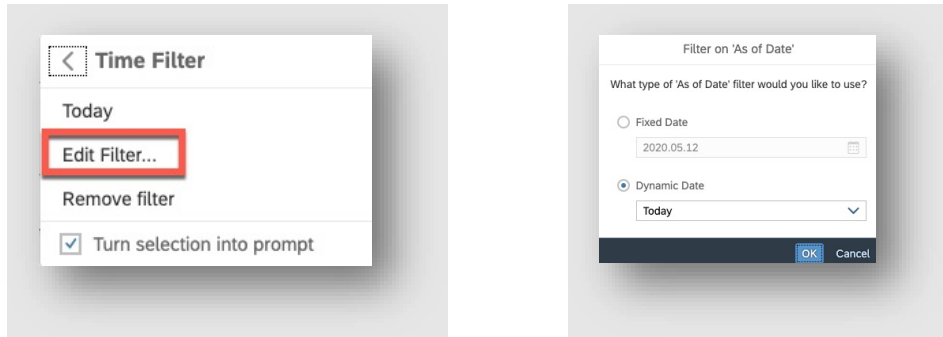 Time Filter
Today
Edit Filter...
Remove filter
Turn selection into prompt
Filter on 'As of Date'
What type of 'As of Date' filter would you like to use?
Fixed Date
2020.05.12
Dynamic Date
Today
OK Cancel